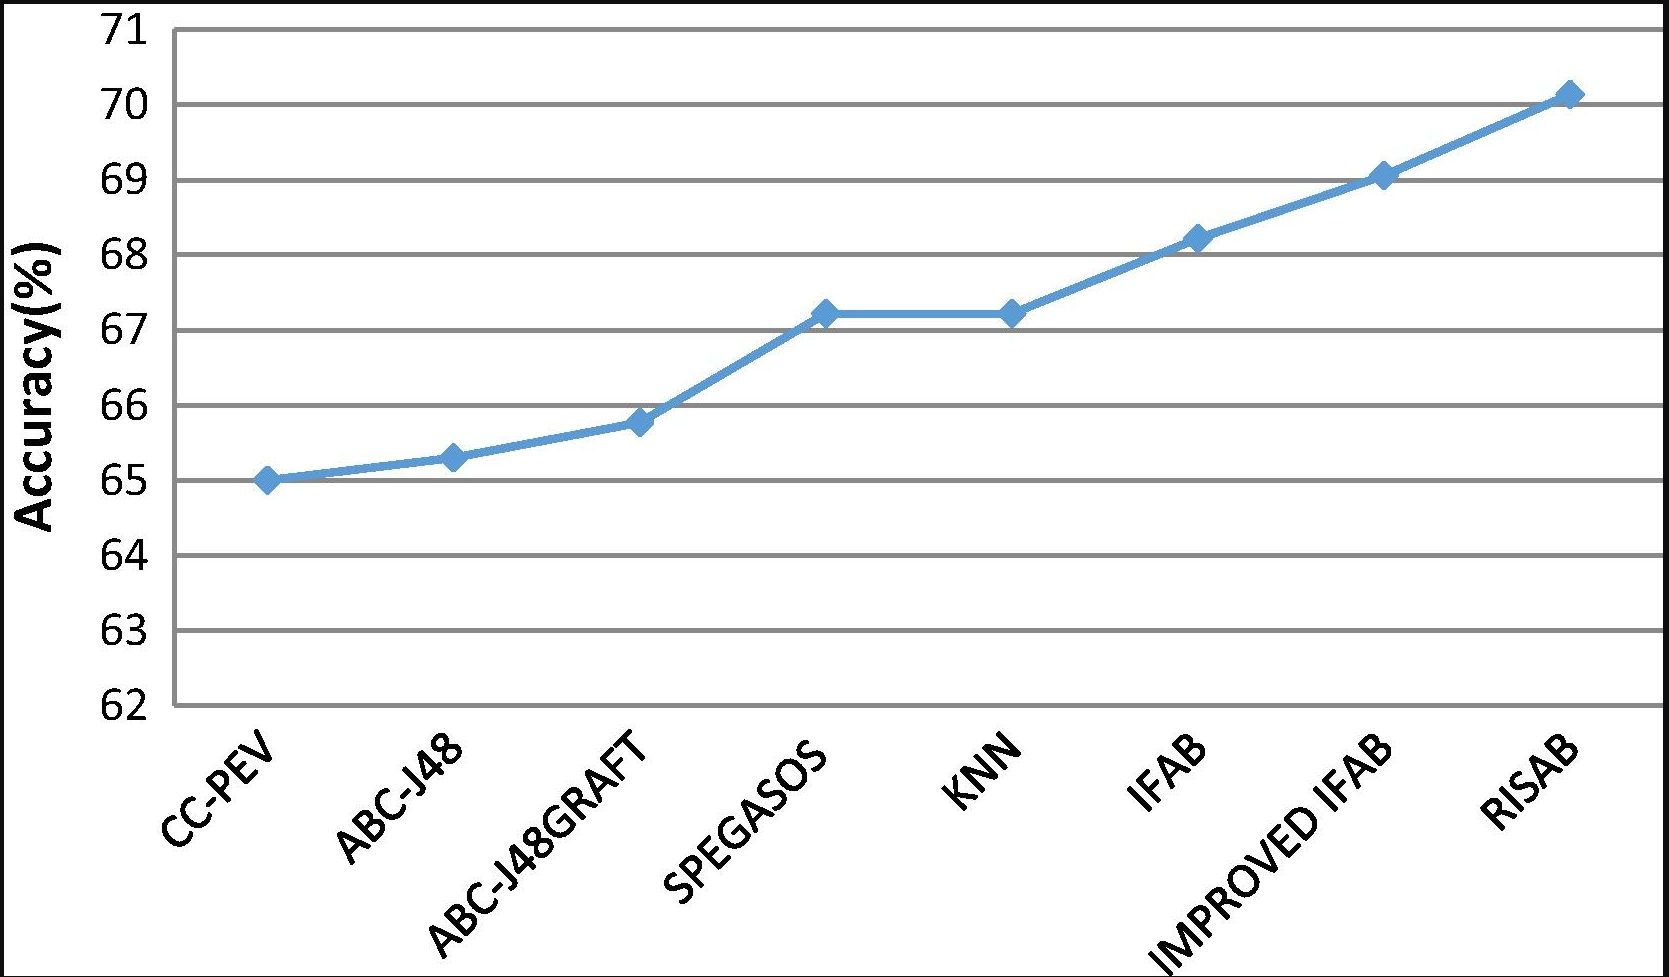 71
70
69
68
67
66
65
64
63
62
Accuracy(%)
CC-PEV
ABC-J48
ABC-J48GRAFT
SPEGASOS
KNN
IFAB
IMPROVED IFAB
RISAB